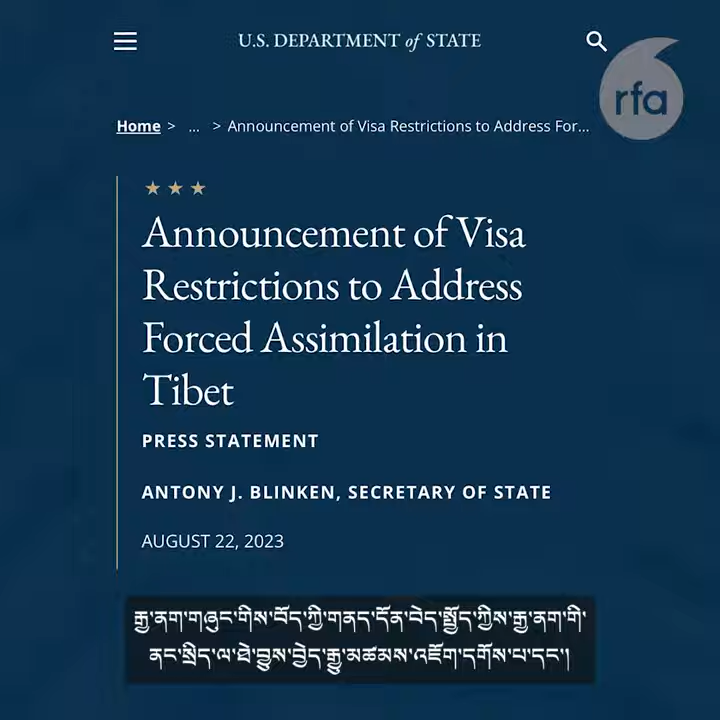 U.S. DEPARTMENT of STATE
rfa
Home > ... > Announcement of Visa Restrictions to Address For...
Announcement of Visa
Restrictions to Address
Forced Assimilation in
Tibet
PRESS STATEMENT
ANTONY J. BLINKEN, SECRETARY OF STATE
AUGUST 22, 2023
རྒྱ་ནག་གཞུང་གིས་བོད་ཀྱི་གནད་དོན་བེད་སྤྱོད་ཀྱིས་རྒྱ་ནག་གི་
ནང་སྲིད་ལ་ཐེ་བྱུས་བྱེད་རྒྱུ་མཚམས་འཇོག་དགོས་པ་དང་།